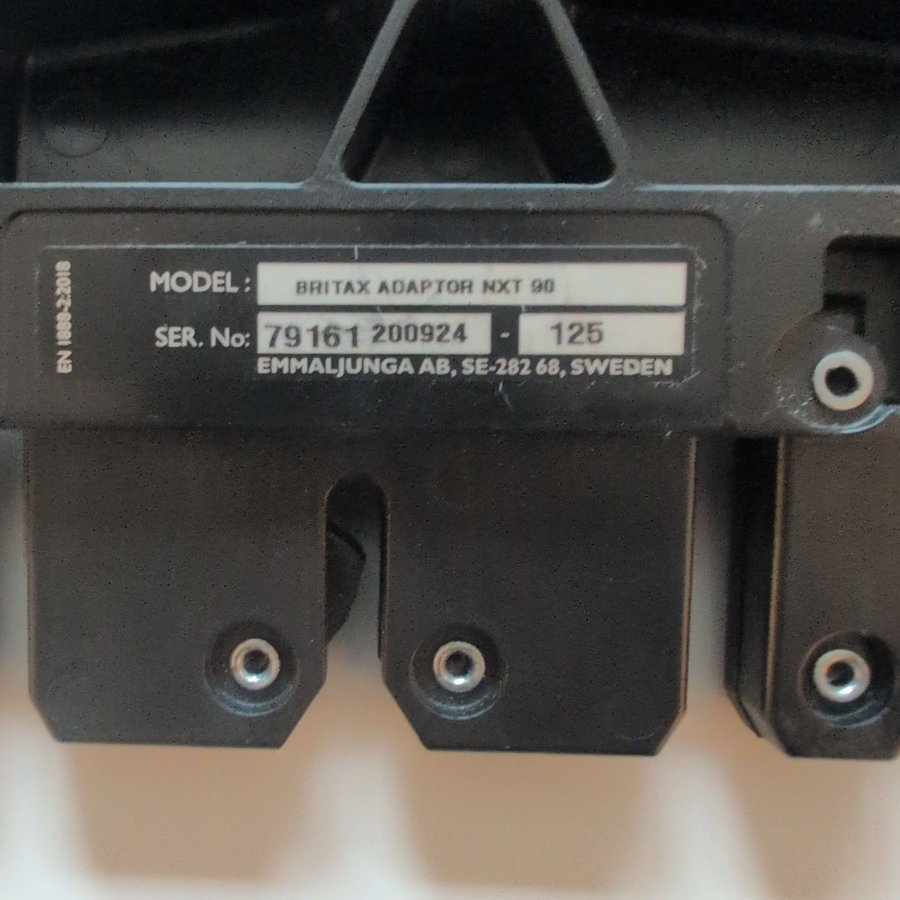 EN 1888-2:2018
MODEL: BRITAX ADAPTOR NXT 90
SER. No: 79161 200924 - 125
EMMALJUNGA AB, SE-282 68, SWEDEN